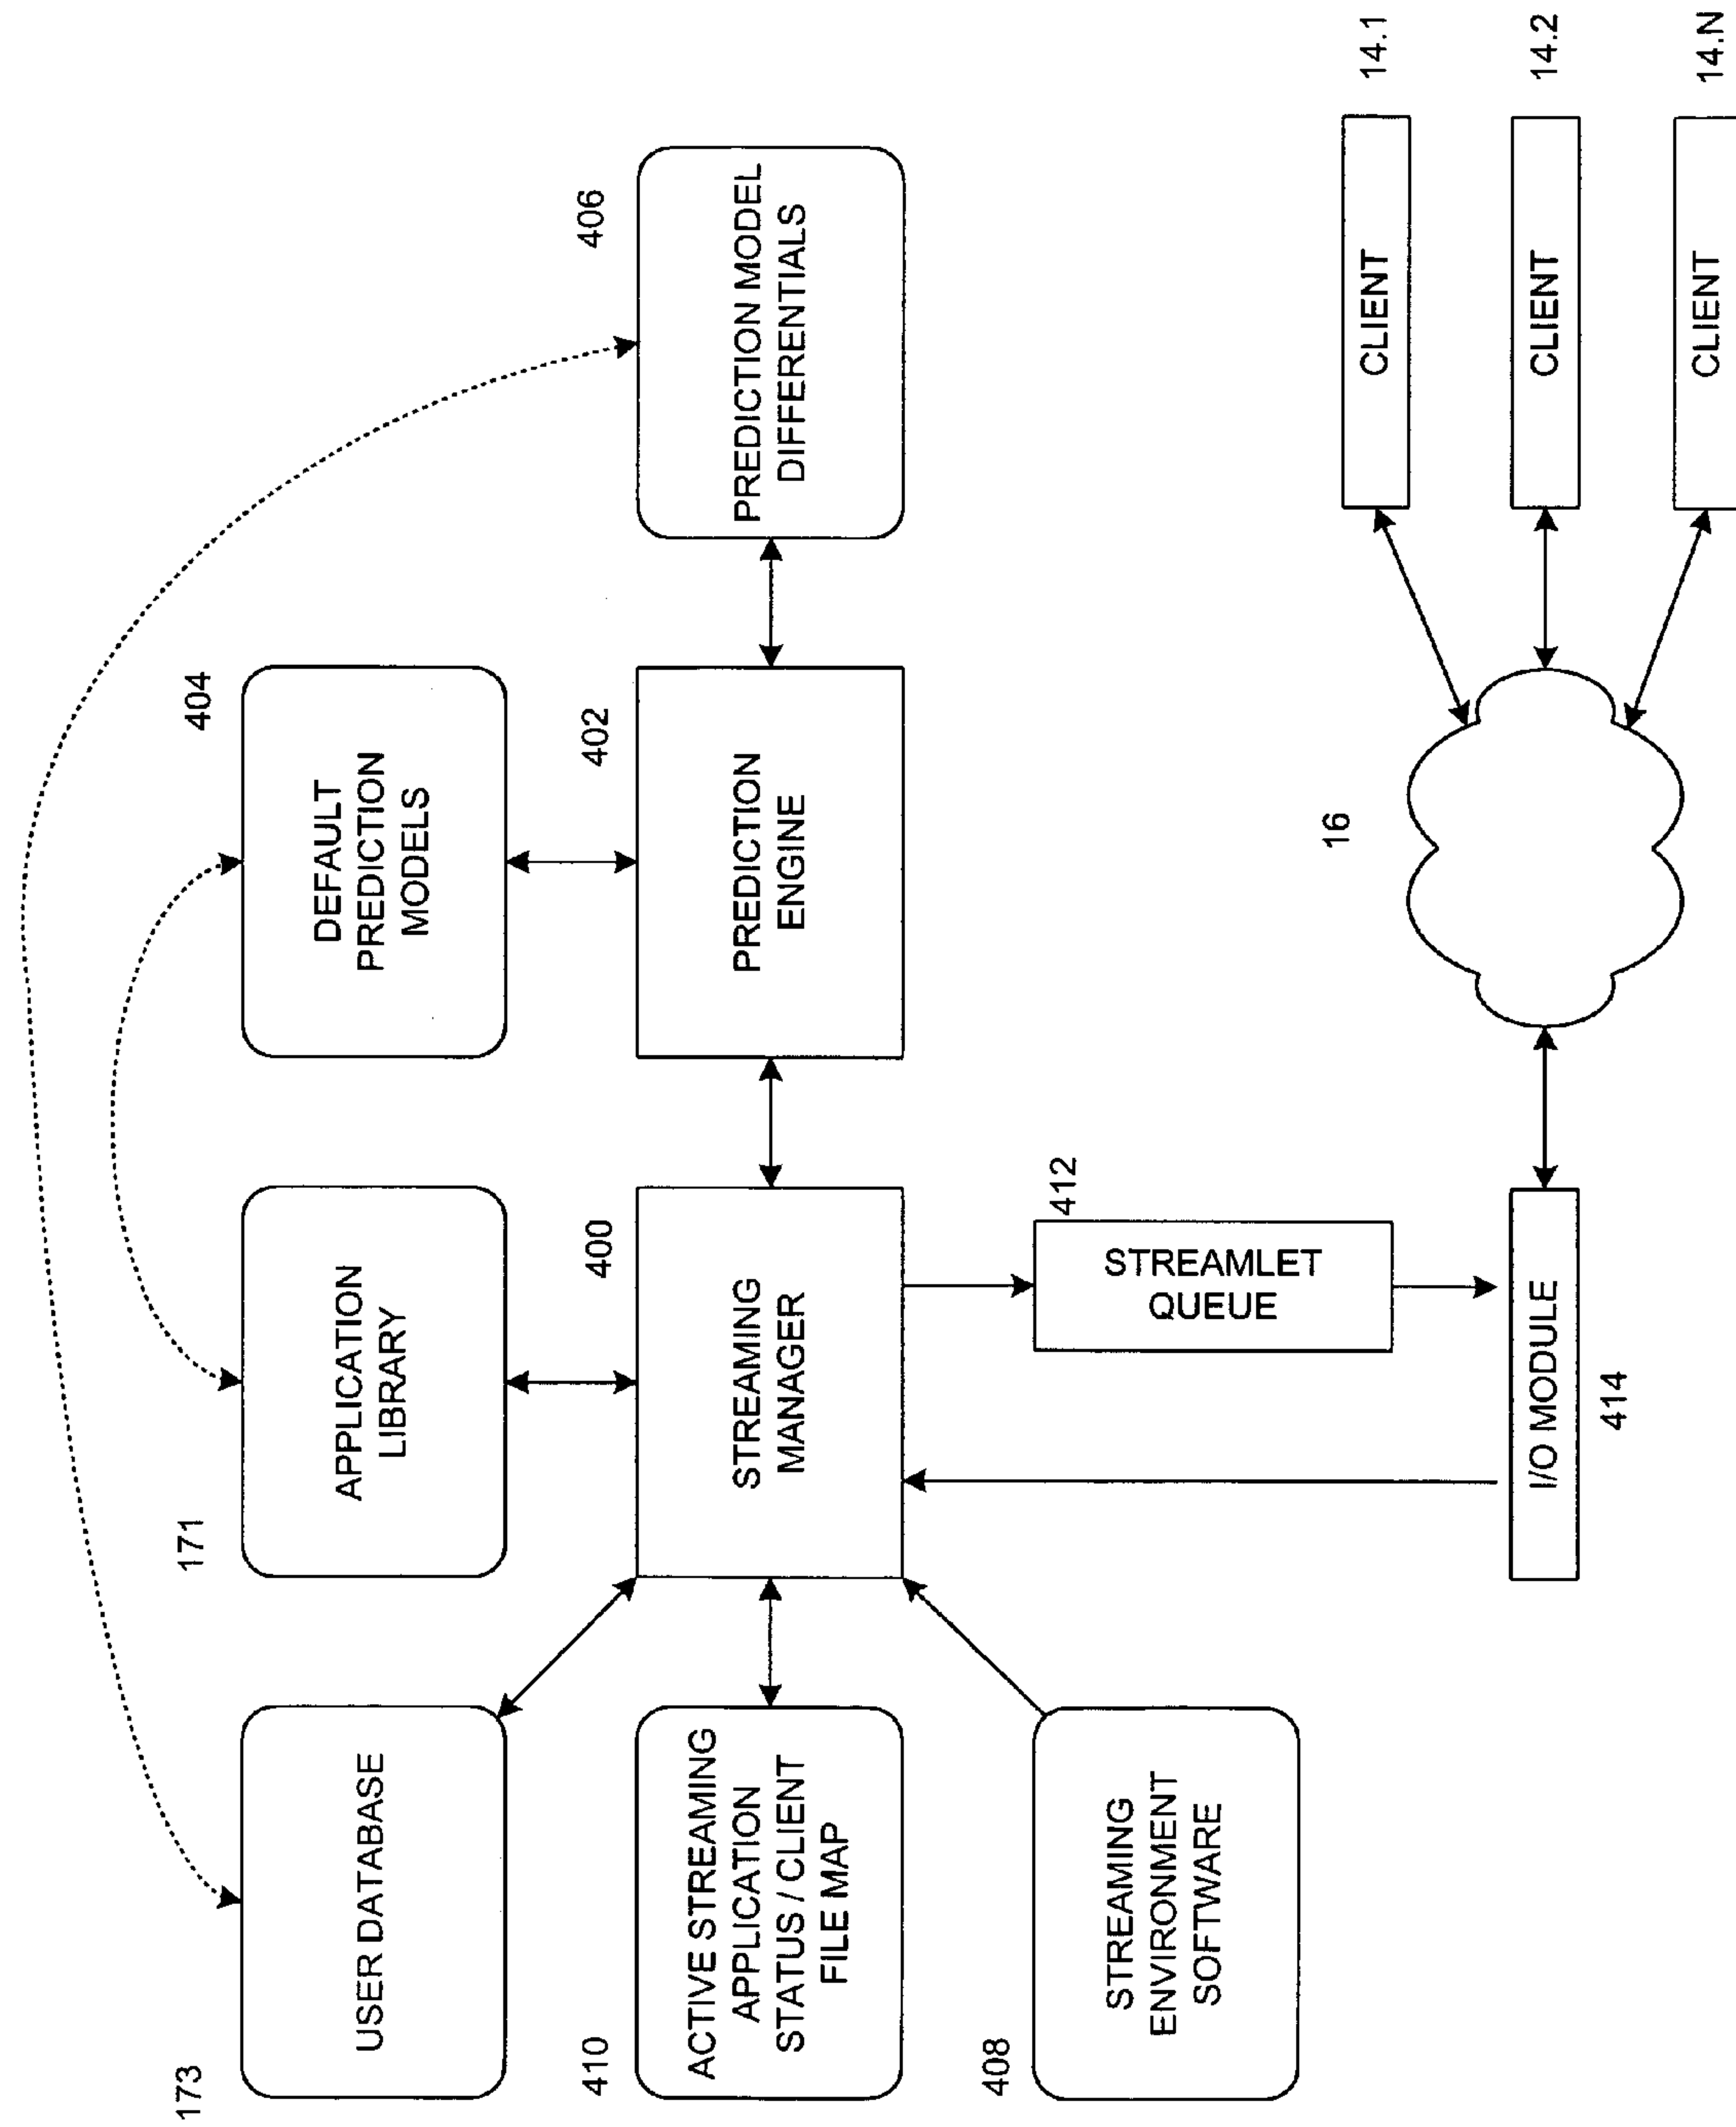 173
USER DATABASE
171
APPLICATION
LIBRARY
404
DEFAULT
PREDICTION
MODELS
410
ACTIVE STREAMING
APPLICATION
STATUS / CLIENT
FILE MAP
400
STREAMING
MANAGER
402
PREDICTION
ENGINE
406
PREDICTION MODEL
DIFFERENTIALS
408
STREAMING
ENVIRONMENT
SOFTWARE
412
STREAMLET
QUEUE
I/O MODULE
414
16
CLIENT
14.1
CLIENT
14.2
CLIENT
14.N